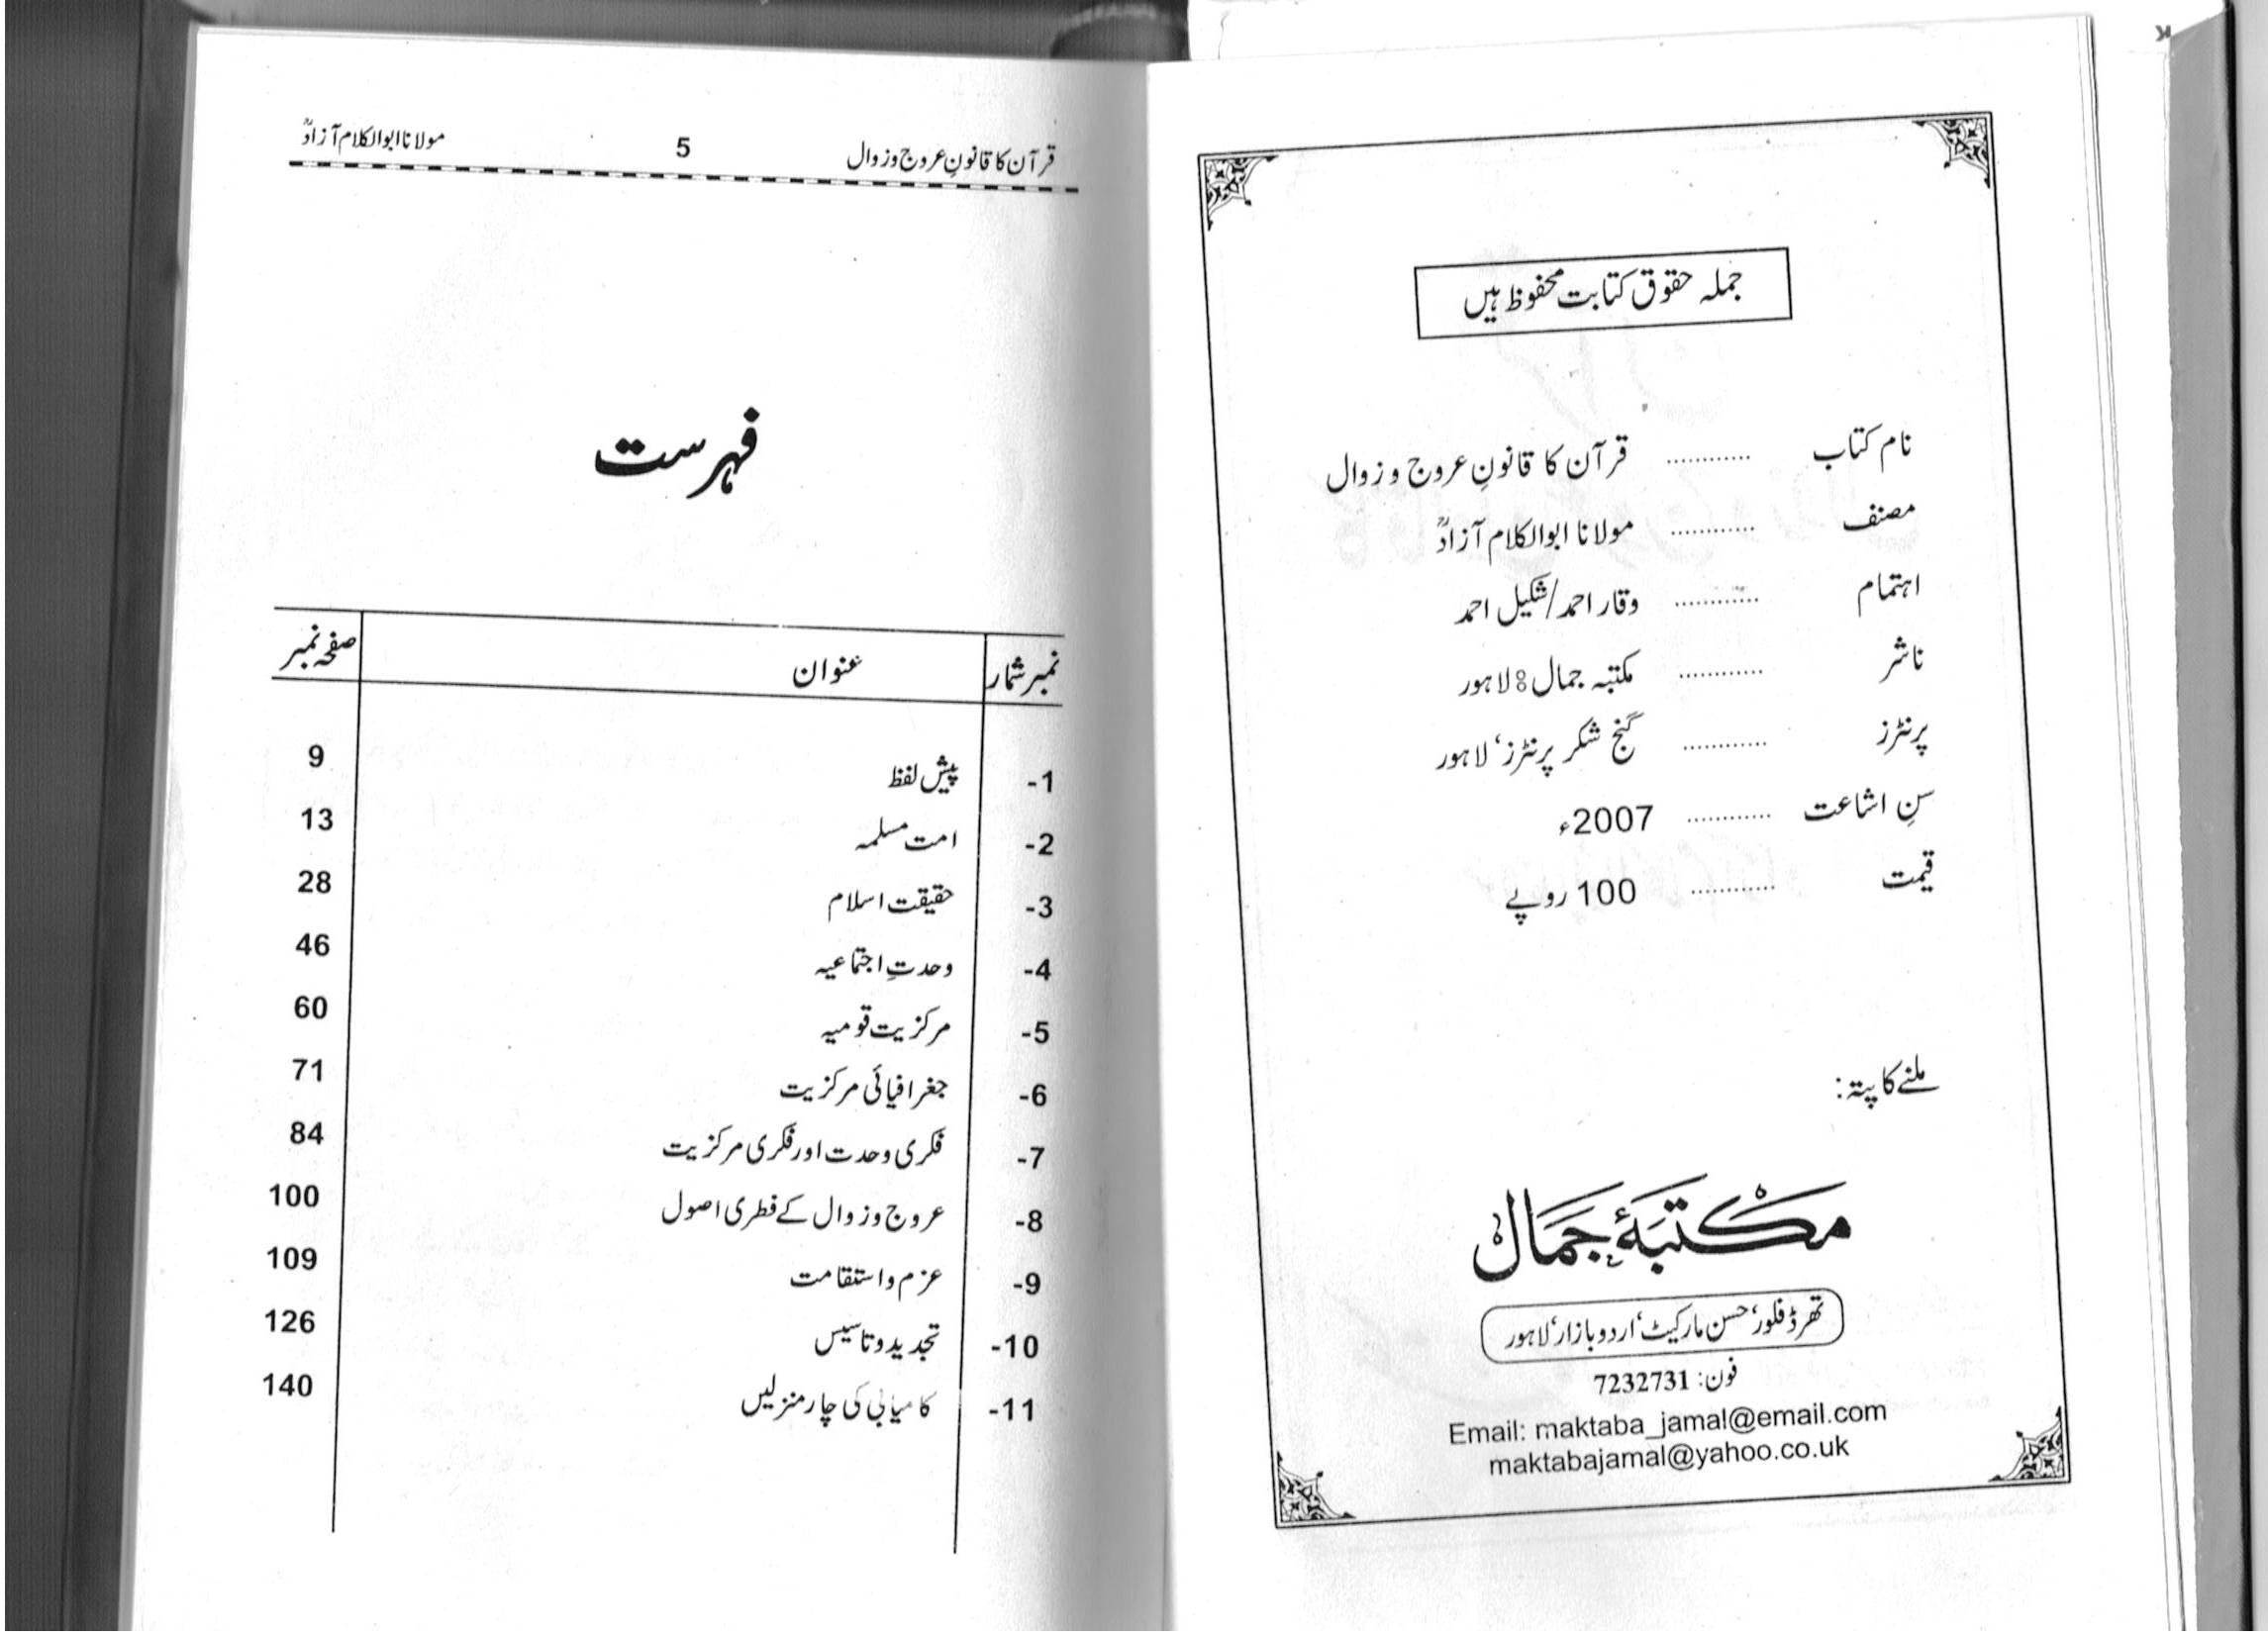 جملہ حقوق کتابت محفوظ ہیں
نام کتاب ............ قرآن کا قانونِ عروج و زوال
مصنف ............ مولانا ابوالکلام آزادؒ
اہتمام ............ وقار احمد/شکیل احمد
ناشر ............ مکتبہ جمال 8 لاہور
پرنٹرز ............ گنج شکر پرنٹرز‘ لاہور
سنِ اشاعت ............ 2007ء
قیمت ............ 100 روپے
ملنے کا پتہ:
مکتبۂ جمال
تھرڈ فلور‘ حسن مارکیٹ‘ اردو بازار‘ لاہور
فون: 7232731
Email: maktaba_jamal@email.com
maktabajamal@yahoo.co.uk
قرآن کا قانونِ عروج و زوال 5 مولانا ابوالکلام آزادؒ
فہرست
نمبر شمار عنوان صفحہ نمبر
1- پیش لفظ 9
2- امت مسلمہ 13
3- حقیقت اسلام 28
4- وحدتِ اجتماعیہ 46
5- مرکزیت قومیہ 60
6- جغرافیائی مرکزیت 71
7- فکری وحدت اور فکری مرکزیت 84
8- عروج و زوال کے فطری اصول 100
9- عزم و استقامت 109
10- تجدید و تاسیس 126
11- کامیابی کی چار منزلیں 140